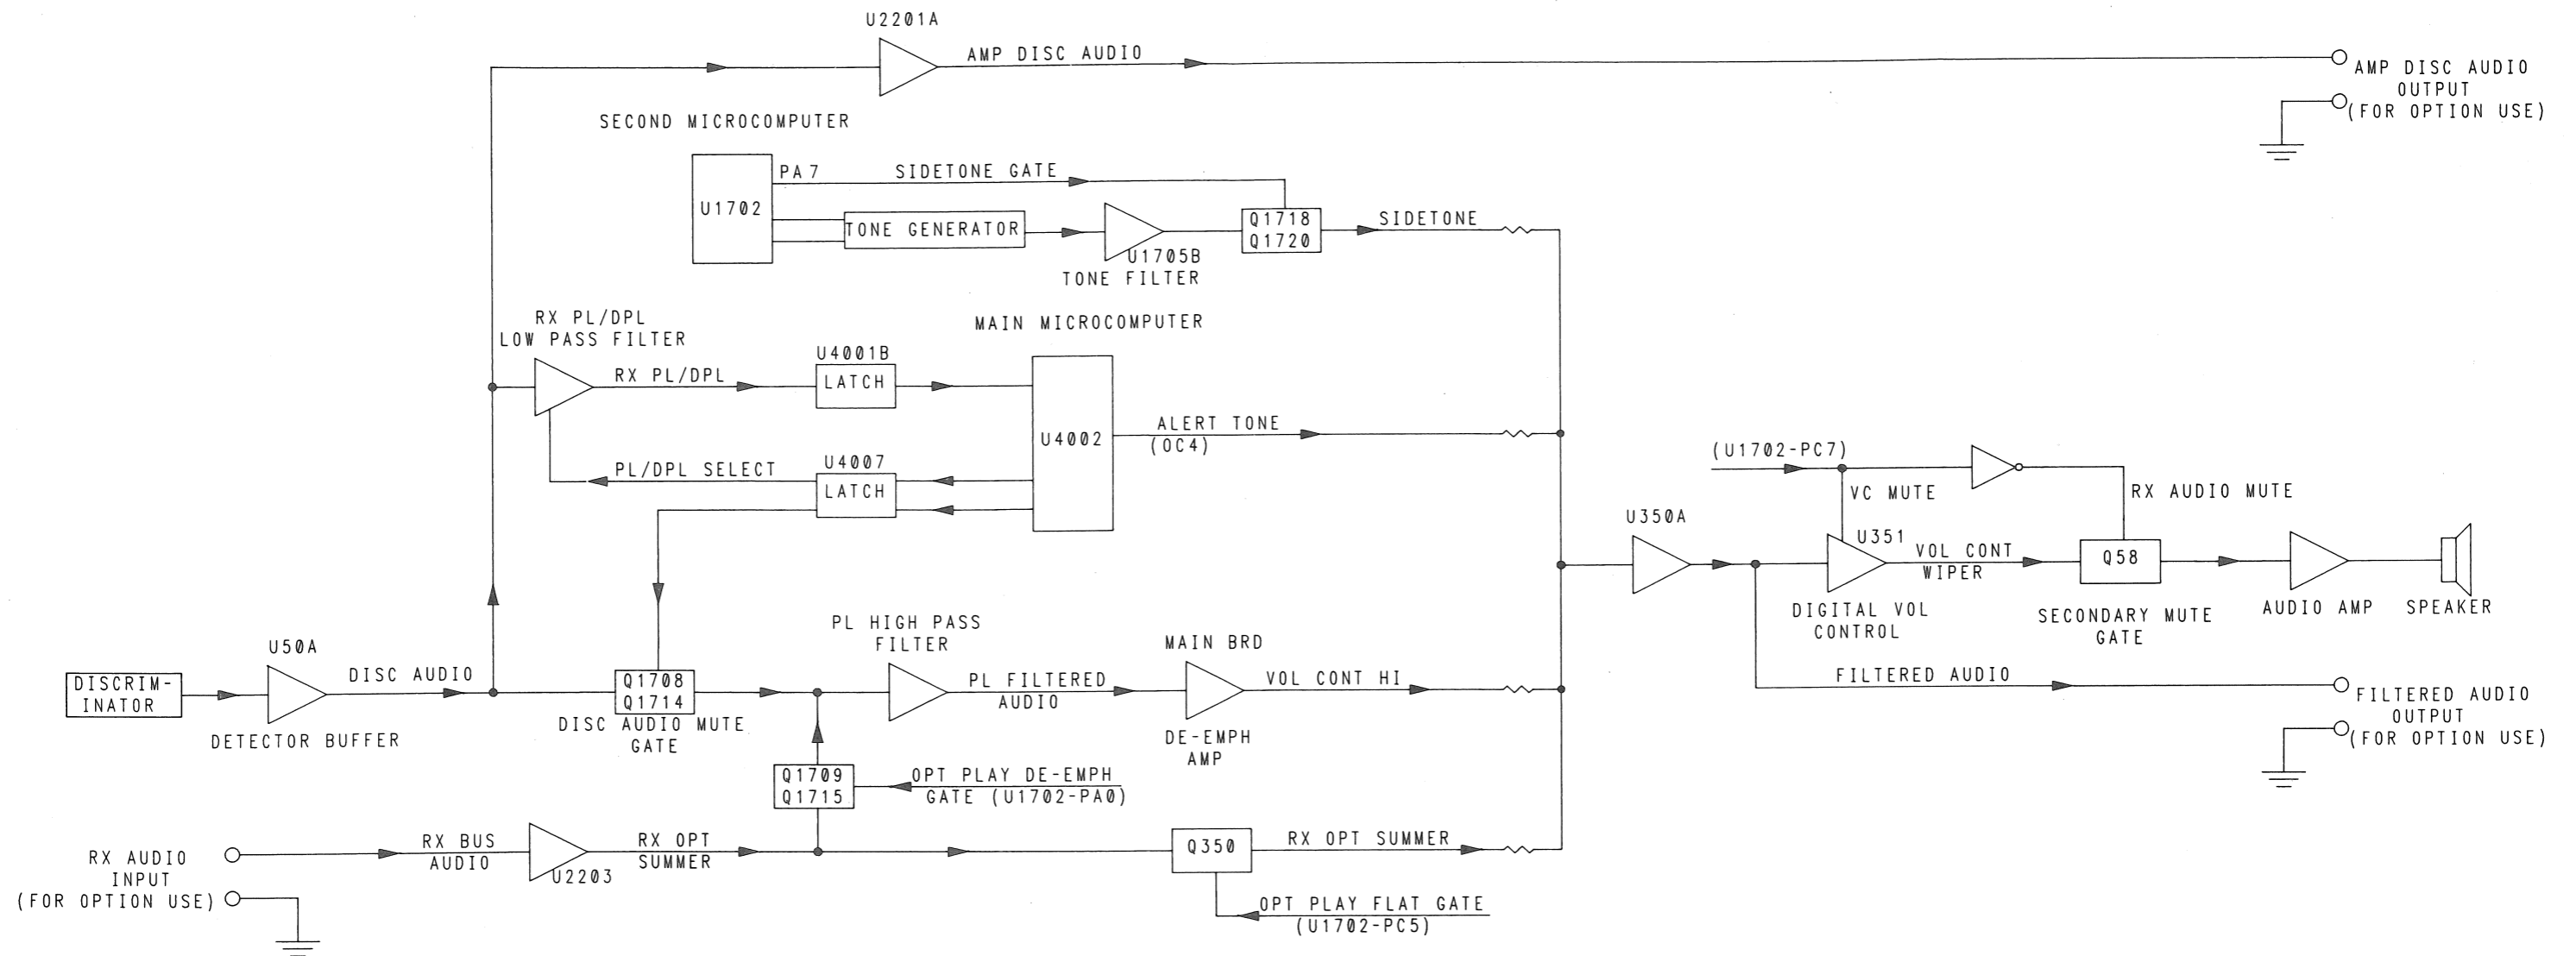 U2201A
AMP DISC AUDIO
AMP DISC AUDIO
OUTPUT
(FOR OPTION USE)
SECOND MICROCOMPUTER
U1702
PA7
SIDETONE GATE
TONE GENERATOR
U1705B
TONE FILTER
Q1718
Q1720
SIDETONE
RX PL/DPL
LOW PASS FILTER
RX PL/DPL
U4001B
LATCH
MAIN MICROCOMPUTER
U4002
ALERT TONE
(OC4)
PL/DPL SELECT
U4007
LATCH
(U1702-PC7)
VC MUTE
RX AUDIO MUTE
U350A
U351
VOL CONT
WIPER
Q58
DIGITAL VOL
CONTROL
SECONDARY MUTE
GATE
AUDIO AMP
SPEAKER
DISCRIM-
INATOR
U50A
DISC AUDIO
DETECTOR BUFFER
Q1708
Q1714
DISC AUDIO MUTE
GATE
PL HIGH PASS
FILTER
PL FILTERED
AUDIO
MAIN BRD
VOL CONT HI
DE-EMPH
AMP
FILTERED AUDIO
FILTERED AUDIO
OUTPUT
(FOR OPTION USE)
Q1709
Q1715
OPT PLAY DE-EMPH
GATE (U1702-PA0)
RX AUDIO
INPUT
(FOR OPTION USE)
RX BUS
AUDIO
U2203
RX OPT
SUMMER
Q350
RX OPT SUMMER
OPT PLAY FLAT GATE
(U1702-PC5)